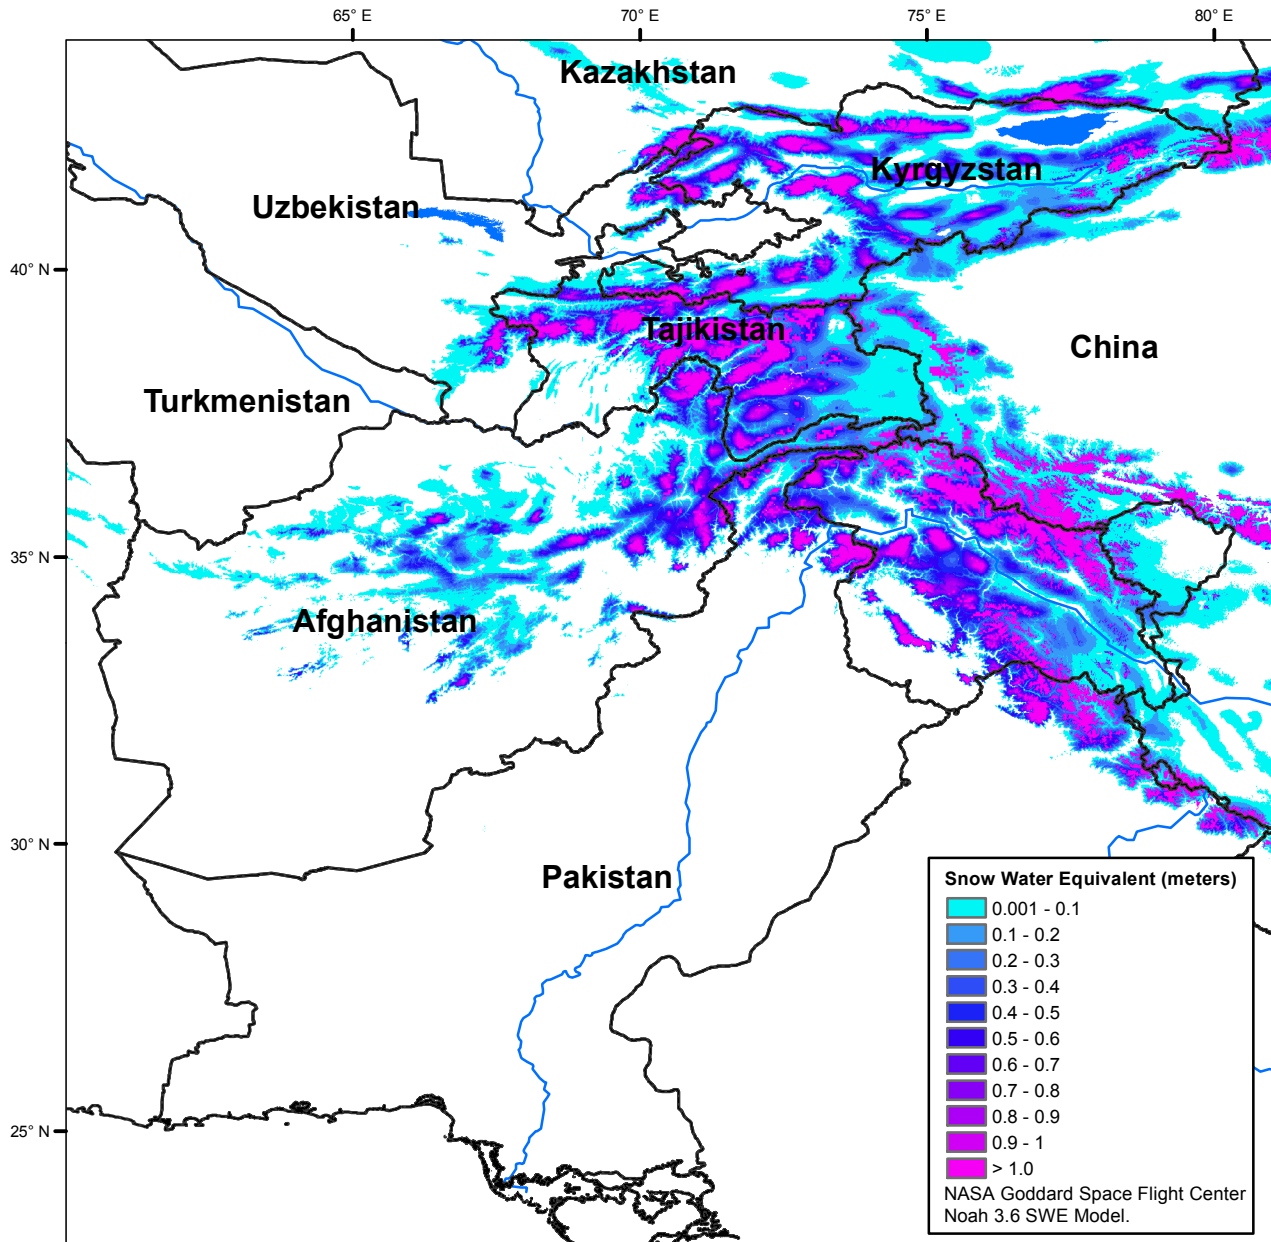 65° E
70° E
75° E
80° E
Kazakhstan
Kyrgyzstan
Uzbekistan
40° N
Tajikistan
China
Turkmenistan
35° N
Afghanistan
30° N
Pakistan
25° N
Snow Water Equivalent (meters)
0.001 - 0.1
0.1 - 0.2
0.2 - 0.3
0.3 - 0.4
0.4 - 0.5
0.5 - 0.6
0.6 - 0.7
0.7 - 0.8
0.8 - 0.9
0.9 - 1
> 1.0
NASA Goddard Space Flight Center
Noah 3.6 SWE Model.